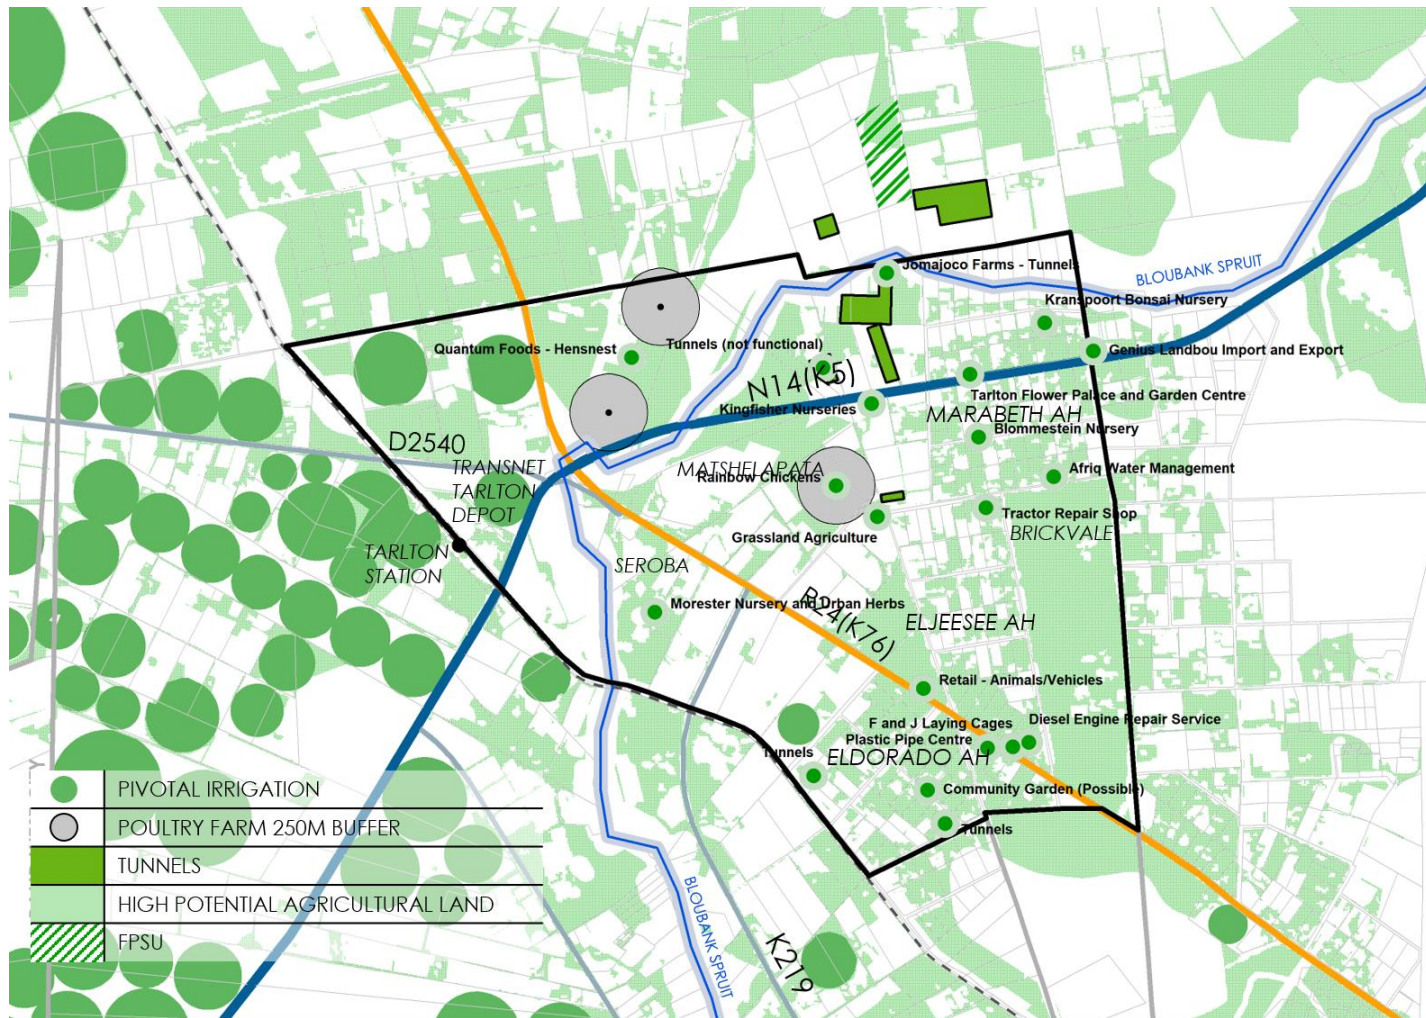 Jomajoco Farms - Tunnels
BLOUBANK SPRUIT
Kranspoort Bonsai Nursery
Quantum Foods - Hensnest
Tunnels (not functional)
Genius Landbou Import and Export
N14(K5)
Tarlton Flower Palace and Garden Centre
Kingfisher Nurseries
MARABETH AH
Blommestein Nursery
D2540
TRANSNET
TARLTON
DEPOT
MATSHELAPATA
Rainbow Chickens
Afriq Water Management
Tractor Repair Shop
BRICKVALE
Grassland Agriculture
TARLTON
STATION
SEROBA
Morester Nursery and Urban Herbs
R24(K76)
ELJEESEE AH
Retail - Animals/Vehicles
F and J Laying Cages
Diesel Engine Repair Service
Plastic Pipe Centre
Tunnels
ELDORADO AH
Community Garden (Possible)
Tunnels
PIVOTAL IRRIGATION
POULTRY FARM 250M BUFFER
TUNNELS
HIGH POTENTIAL AGRICULTURAL LAND
FPSU
BLOUBANK SPRUIT
K219